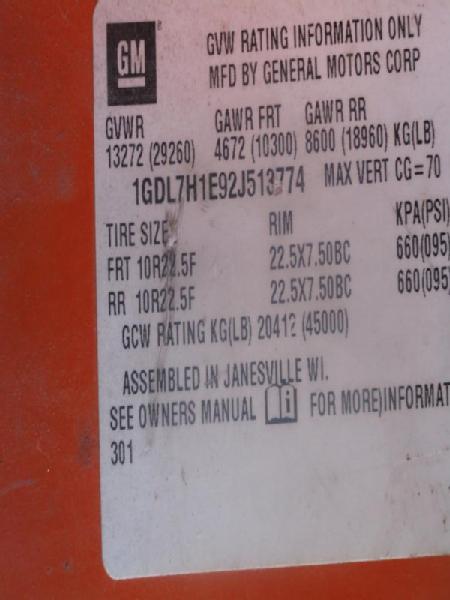 GM
GVW RATING INFORMATION ONLY
MFD BY GENERAL MOTORS CORP
GVWR GAWR FRT GAWR RR
13272 (29260) 4672 (10300) 8600 (18960) KG(LB)
1GDL7H1E92J513774 MAX VERT CG=70
TIRE SIZE RIM KPA(PSI)
FRT 10R22.5F 22.5X7.50BC 660(095)
RR 10R22.5F 22.5X7.50BC 660(095)
GCW RATING KG(LB) 20412 (45000)
ASSEMBLED IN JANESVILLE WI.
SEE OWNERS MANUAL i FOR MORE)INFORMAT
301